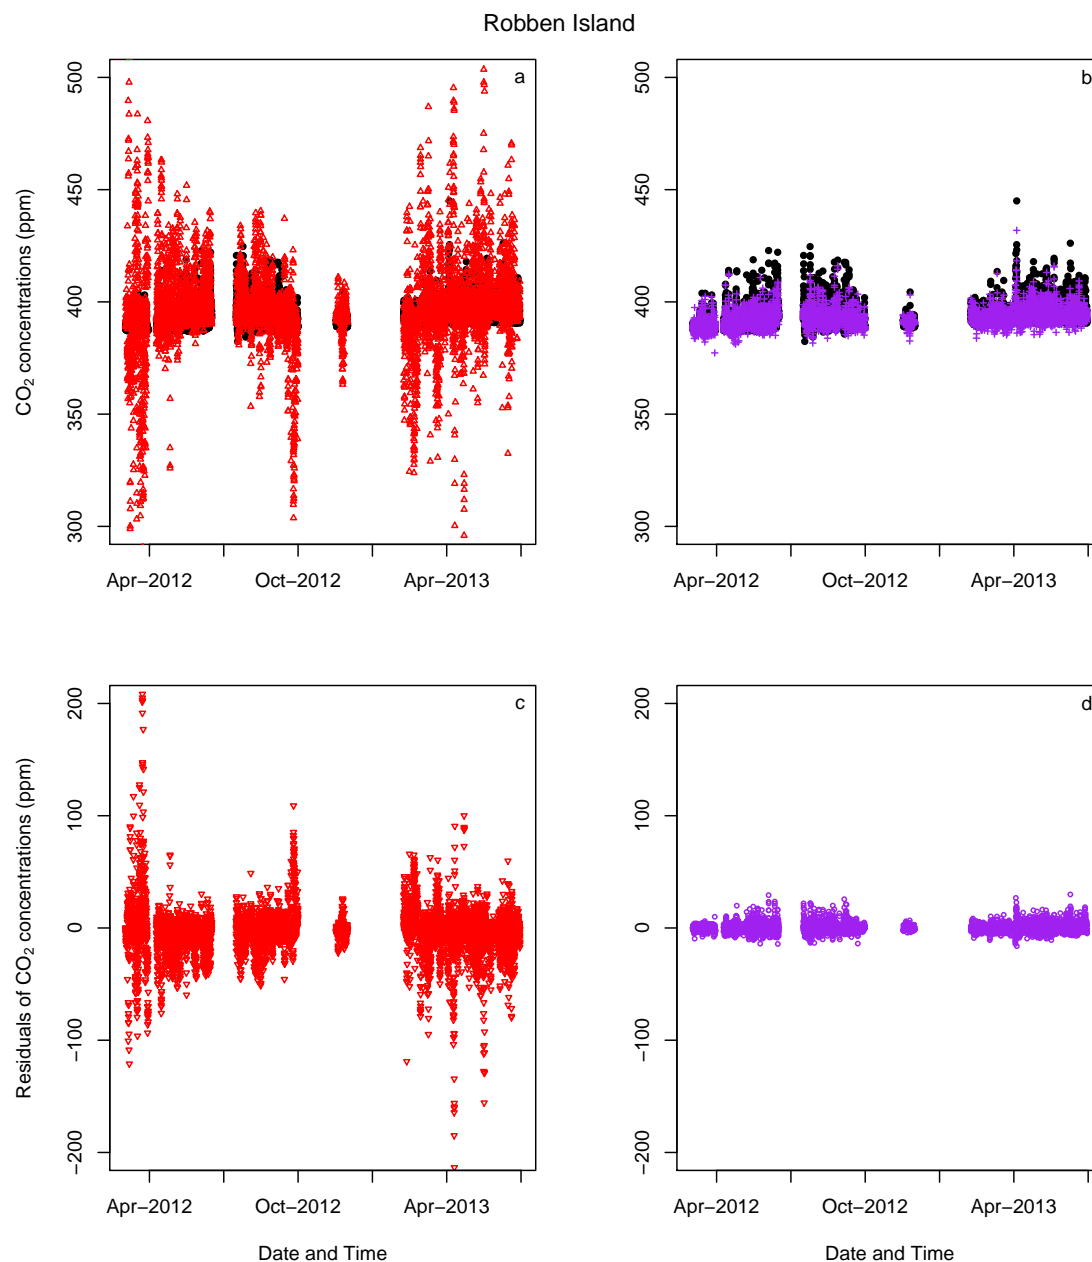 Robben Island
a
b
500
450
400
350
300
CO2 concentrations (ppm)
Apr−2012
Oct−2012
Apr−2013
500
450
400
350
300
Apr−2012
Oct−2012
Apr−2013
c
d
200
100
0
−100
−200
Residuals of CO2 concentrations (ppm)
Apr−2012
Oct−2012
Apr−2013
Date and Time
200
100
0
−100
−200
Apr−2012
Oct−2012
Apr−2013
Date and Time